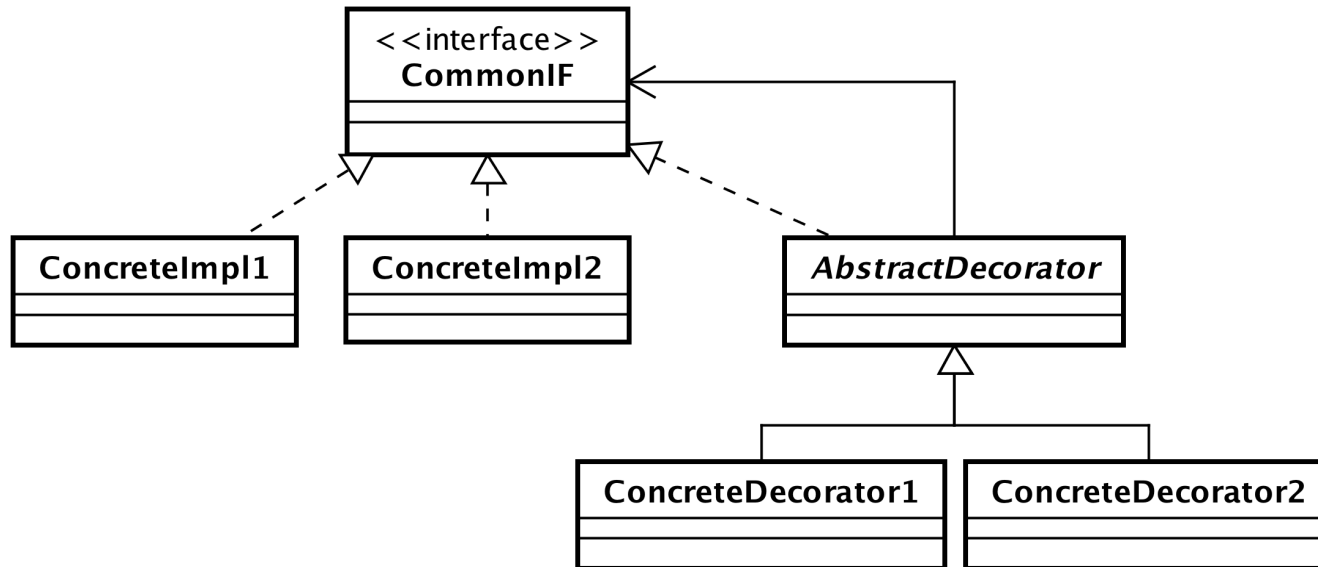 <<interface>>
CommonIF
ConcreteImpl1
ConcreteImpl2
AbstractDecorator
ConcreteDecorator1
ConcreteDecorator2